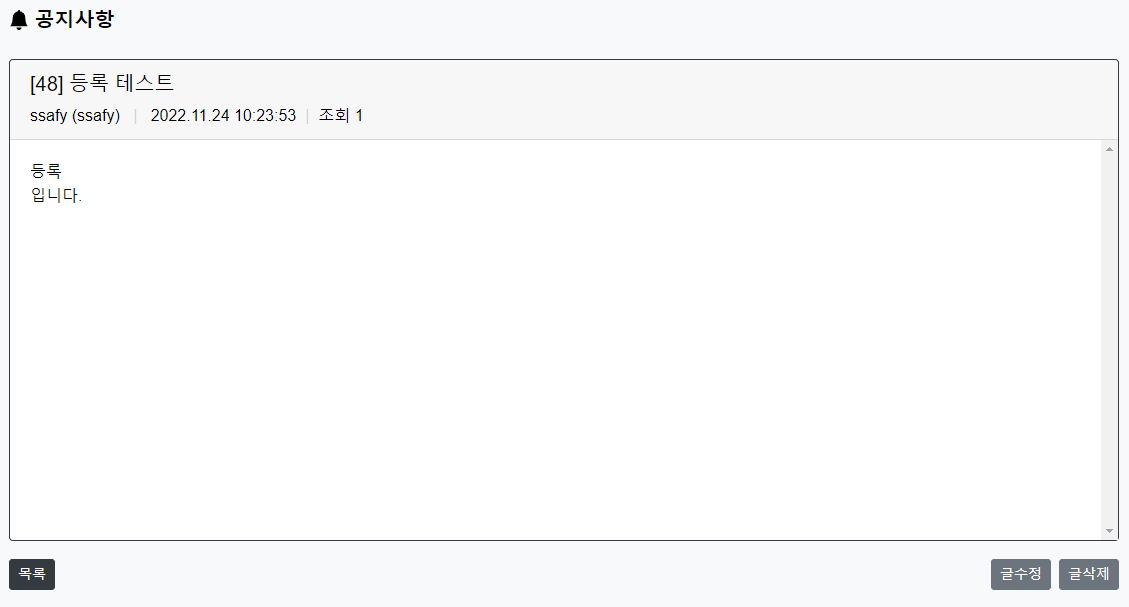 공지사항
[48] 등록 테스트
ssafy (ssafy) | 2022.11.24 10:23:53 | 조회 1
등록
입니다.
목록 글수정 글삭제